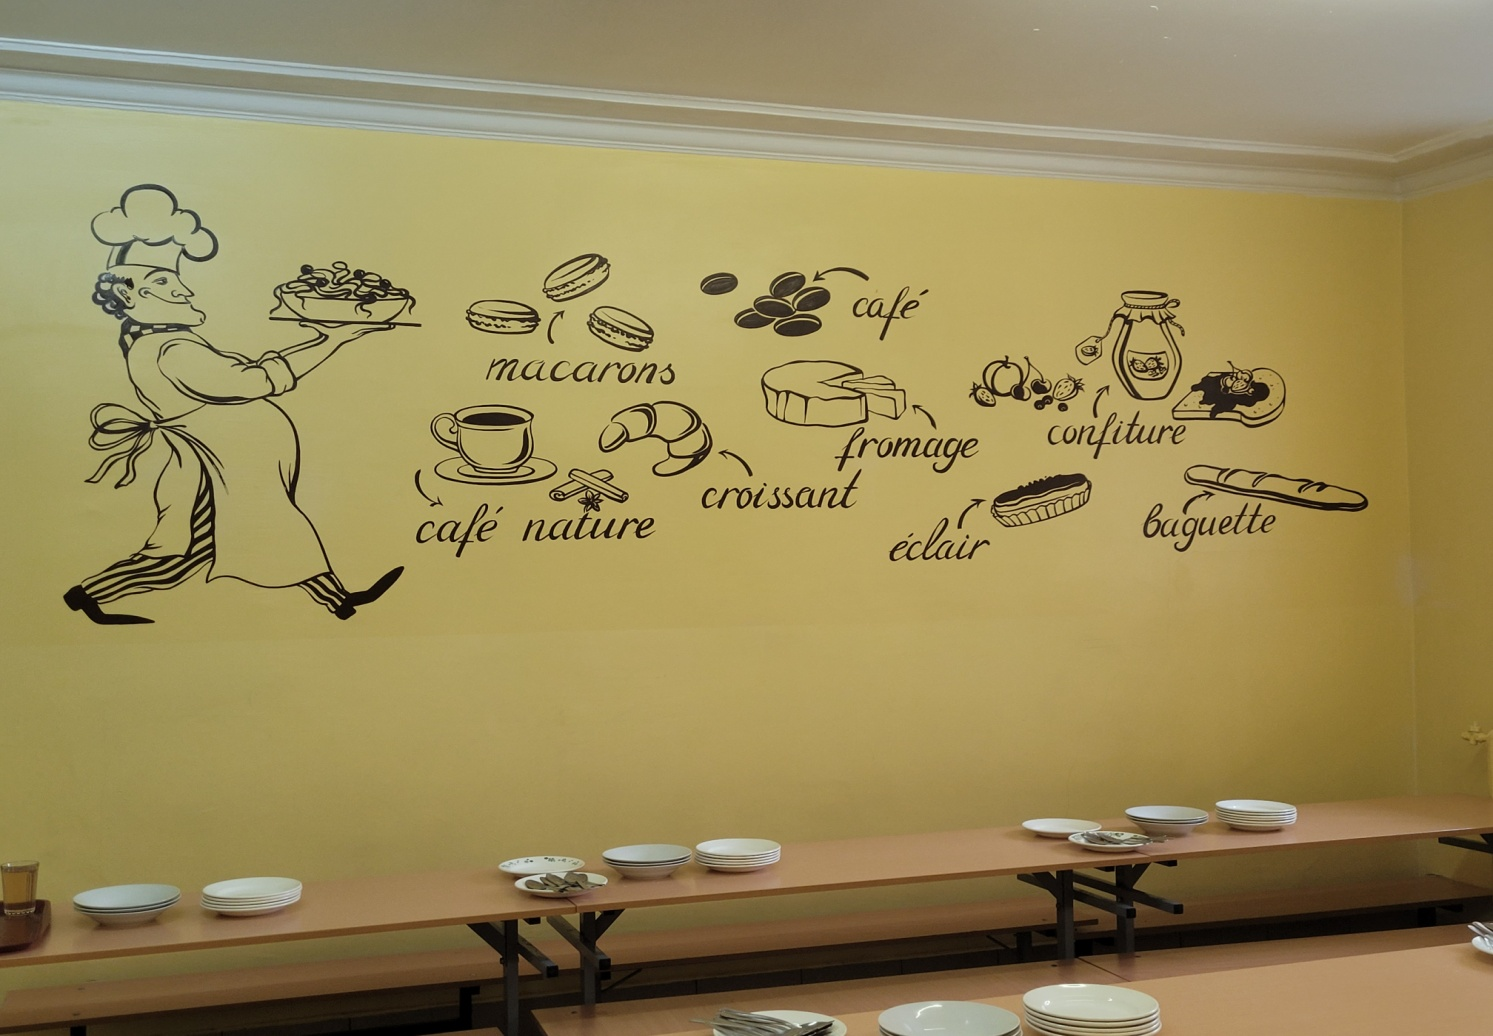 macarons
café
fromage
confiture
café nature
croissant
éclair
baguette